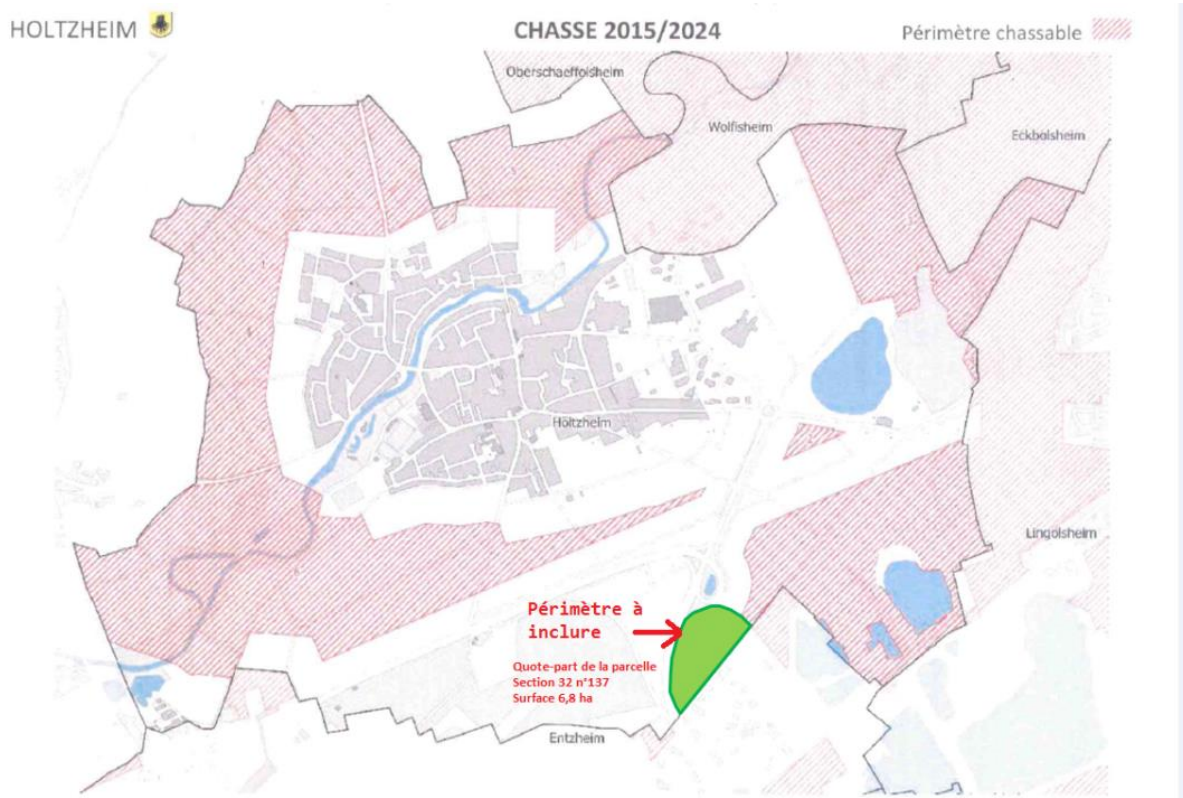 HOLTZHEIM
CHASSE 2015/2024
Périmètre chassable
Oberschaeffolsheim
Wolfisheim
Eckbolsheim
Holtzheim
Lingolsheim
Périmètre à
inclure
Quote-part de la parcelle
Section 32 n°137
Surface 6,8 ha
Entzheim